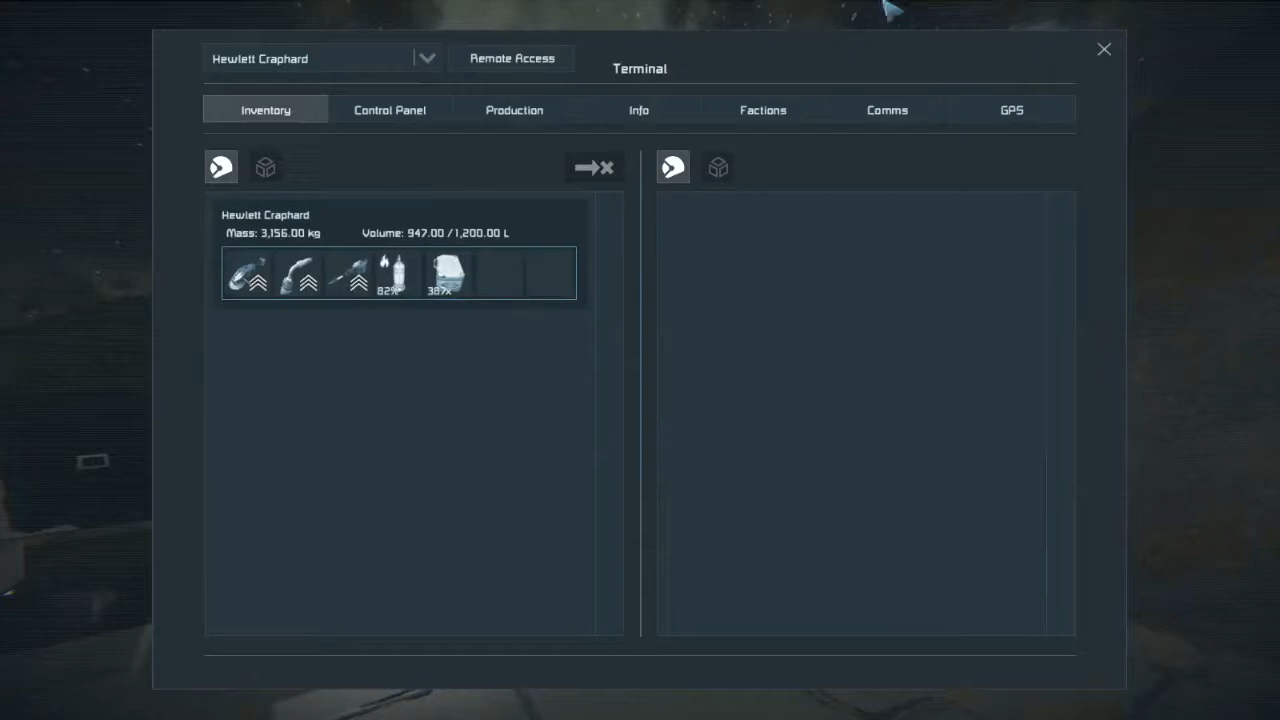 Hewlett Craphard
Remote Access
Terminal
Inventory
Control Panel
Production
Info
Factions
Comms
GPS
Hewlett Craphard
Mass: 3,156.00 kg
Volume: 947.00 / 1,200.00 L
82%
387x